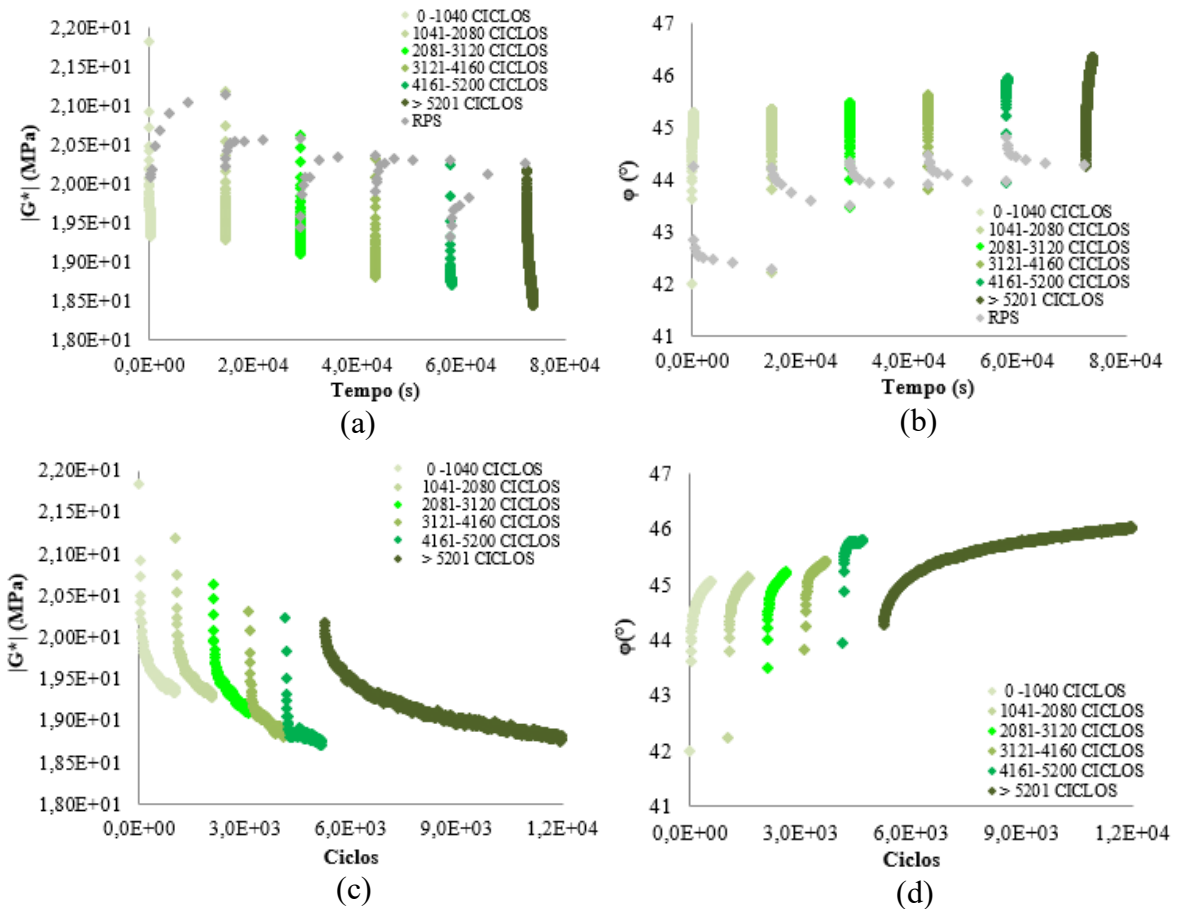 2,20E+01
2,15E+01
2,10E+01
2,05E+01
2,00E+01
1,95E+01
1,90E+01
1,85E+01
1,80E+01
|G*| (MPa)
0 -1040 CICLOS
1041-2080 CICLOS
2081-3120 CICLOS
3121-4160 CICLOS
4161-5200 CICLOS
> 5201 CICLOS
RPS
0,0E+00 2,0E+04 4,0E+04 6,0E+04 8,0E+04
Tempo (s)
(a)
47
46
45
44
43
42
41
φ (°)
0 -1040 CICLOS
1041-2080 CICLOS
2081-3120 CICLOS
3121-4160 CICLOS
4161-5200 CICLOS
> 5201 CICLOS
RPS
0,0E+00 2,0E+04 4,0E+04 6,0E+04 8,0E+04
Tempo (s)
(b)
2,20E+01
2,15E+01
2,10E+01
2,05E+01
2,00E+01
1,95E+01
1,90E+01
1,85E+01
1,80E+01
|G*| (MPa)
0 -1040 CICLOS
1041-2080 CICLOS
2081-3120 CICLOS
3121-4160 CICLOS
4161-5200 CICLOS
> 5201 CICLOS
0,0E+00 3,0E+03 6,0E+03 9,0E+03 1,2E+04
Ciclos
(c)
47
46
45
44
43
42
41
φ(°)
0 -1040 CICLOS
1041-2080 CICLOS
2081-3120 CICLOS
3121-4160 CICLOS
4161-5200 CICLOS
> 5201 CICLOS
0,0E+00 3,0E+03 6,0E+03 9,0E+03 1,2E+04
Ciclos
(d)